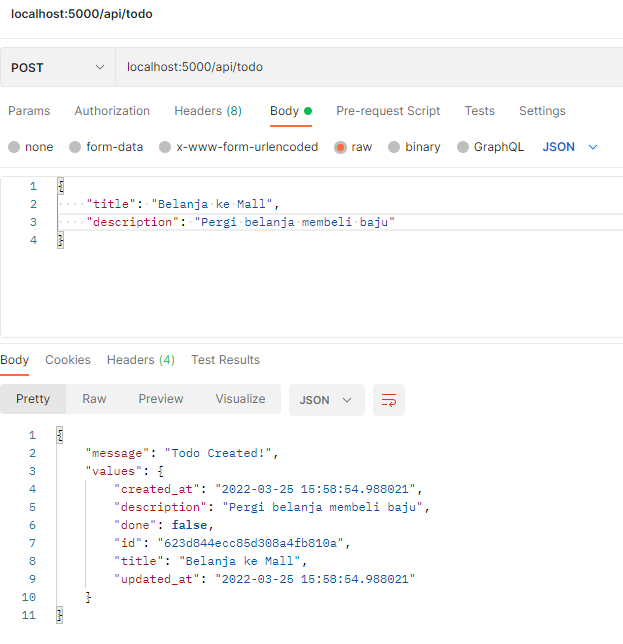 localhost:5000/api/todo
POST localhost:5000/api/todo
Params Authorization Headers (8) Body Pre-request Script Tests Settings
none form-data x-www-form-urlencoded raw binary GraphQL JSON
1 {
2 "title": "Belanja ke Mall",
3 "description": "Pergi belanja membeli baju"
4 }
Body Cookies Headers (4) Test Results
Pretty Raw Preview Visualize JSON
1 {
2 "message": "Todo Created!",
3 "values": {
4 "created_at": "2022-03-25 15:58:54.988021",
5 "description": "Pergi belanja membeli baju",
6 "done": false,
7 "id": "623d844ecc85d308a4fb810a",
8 "title": "Belanja ke Mall",
9 "updated_at": "2022-03-25 15:58:54.988021"
10 }
11 }